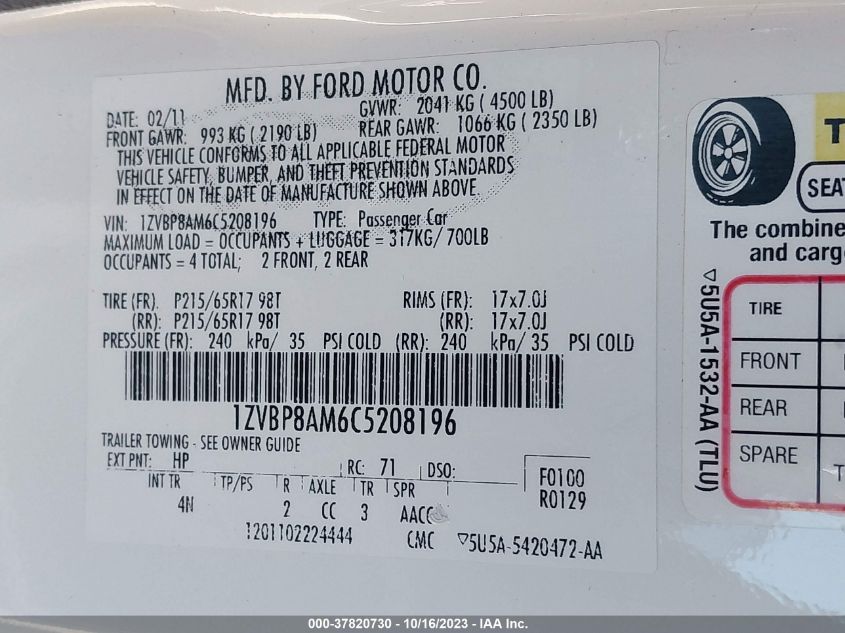 MFD. BY FORD MOTOR CO.
DATE: 02/11
GVWR: 2041 KG ( 4500 LB)
FRONT GAWR: 993 KG ( 2190 LB)
REAR GAWR: 1066 KG ( 2350 LB)
THIS VEHICLE CONFORMS TO ALL APPLICABLE FEDERAL MOTOR
VEHICLE SAFETY, BUMPER, AND THEFT PREVENTION STANDARDS
IN EFFECT ON THE DATE OF MANUFACTURE SHOWN ABOVE.
VIN: 1ZVBP8AM6C5208196 TYPE: Passenger Car
MAXIMUM LOAD = OCCUPANTS + LUGGAGE = 317KG/ 700LB
OCCUPANTS = 4 TOTAL; 2 FRONT, 2 REAR
TIRE (FR). P215/65R17 98T RIMS (FR): 17x7.0J
(RR): P215/65R17 98T (RR): 17x7.0J
PRESSURE (FR): 240 kPa/ 35 PSI COLD (RR): 240 kPa/ 35 PSI COLD
1ZVBP8AM6C5208196
TRAILER TOWING - SEE OWNER GUIDE
EXT PNT: HP RC: 71 DSO: F0100
R0129
INT TR TP/PS R AXLE TR SPR
4N 2 CC 3 AACC
1201102224444 CMC ▽5U5A-5420472-AA
T
SEAT
The combine
and cargo
TIRE
FRONT
REAR
SPARE
T
▽5U5A-1532-AA (TLU)
000-37820730 - 10/16/2023 - IAA Inc.